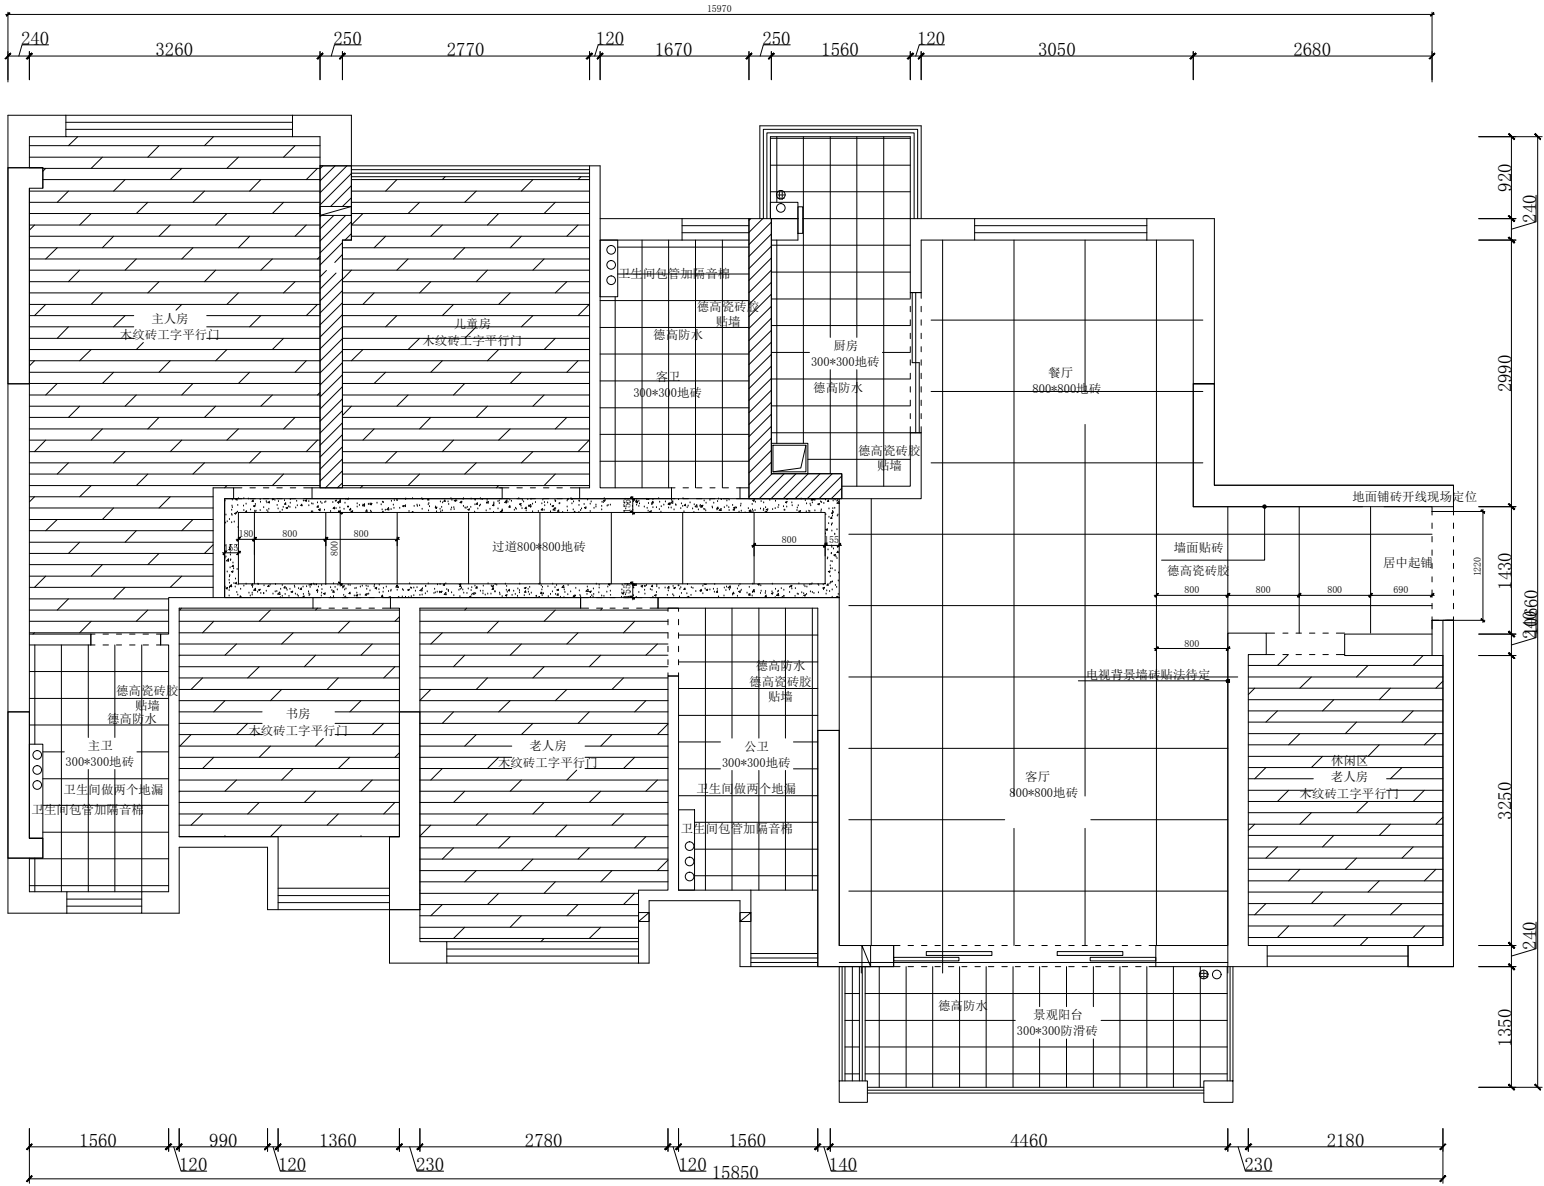 15970
240
3260
250
2770
120
1670
250
1560
120
3050
2680
920
240
2990
1430
240
3250
240
1350
主人房
木纹砖工字平行门
儿童房
木纹砖工字平行门
卫生间包管加隔音棉
德高瓷砖胶
贴墙
德高防水
客卫
300*300地砖
厨房
300*300地砖
德高防水
德高瓷砖胶
贴墙
餐厅
800*800地砖
地面铺砖开线现场定位
墙面贴砖
德高瓷砖胶
居中起铺
1220
180
800
800
800
过道800*800地砖
800
155
155
800
800
800
690
800
电视背景墙砖贴法待定
德高瓷砖胶
贴墙
德高防水
主卫
300*300地砖
卫生间做两个地漏
卫生间包管加隔音棉
书房
木纹砖工字平行门
老人房
木纹砖工字平行门
德高防水
德高瓷砖胶
贴墙
公卫
300*300地砖
卫生间做两个地漏
卫生间包管加隔音棉
客厅
800*800地砖
休闲区
老人房
木纹砖工字平行门
德高防水
景观阳台
300*300防滑砖
1560
120
990
120
1360
230
2780
120
1560
140
4460
230
2180
15850